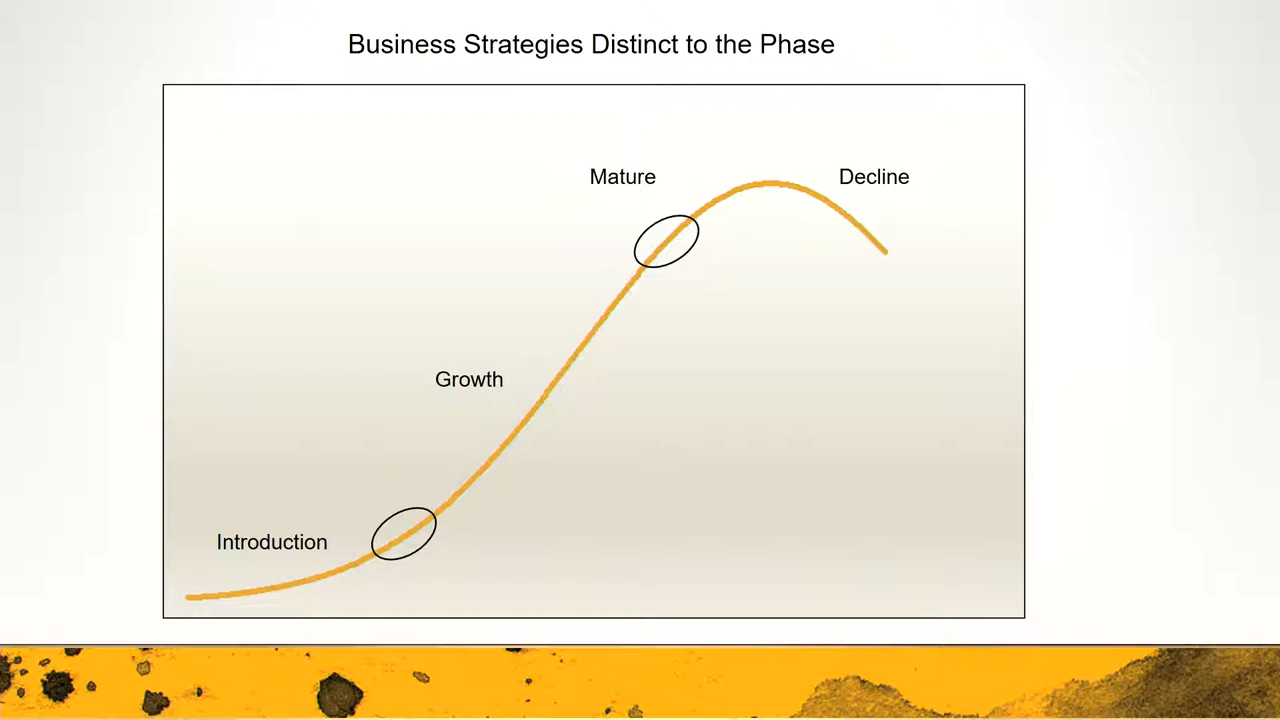 Business Strategies Distinct to the Phase
Mature
Decline
Growth
Introduction